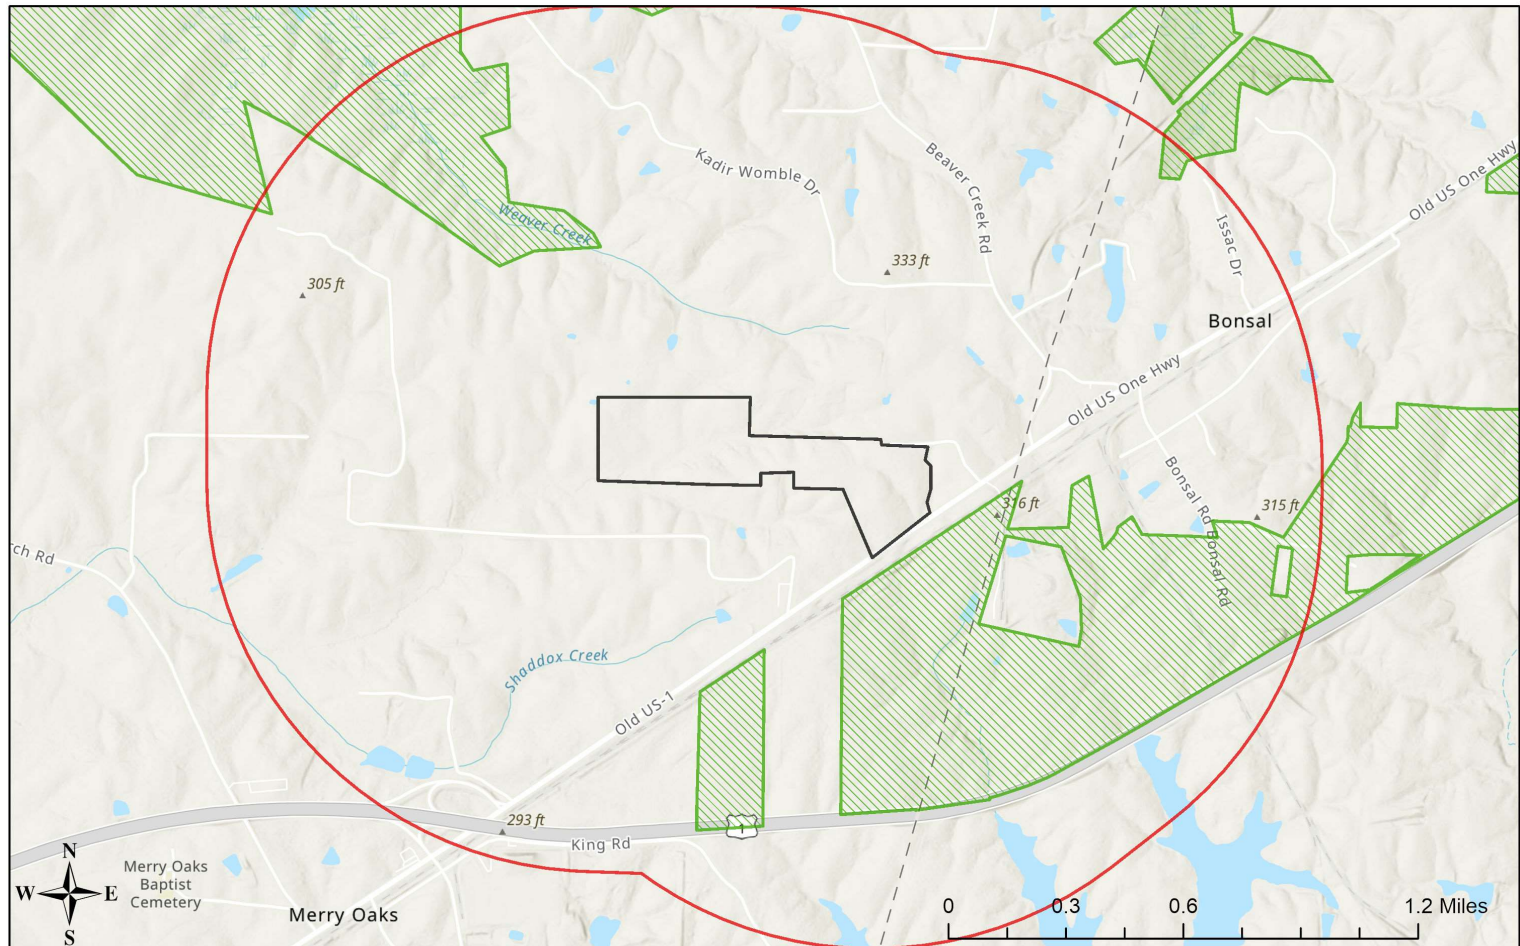 Kadir Womble Dr
Beaver Creek Rd
Old US One Hwy
Weaver Creek
Issac Dr
333 ft
305 ft
Bonsal
Old US One Hwy
Bonsal Rd
Bonsal Rd
316 ft
315 ft
rch Rd
Shaddox Creek
Old US-1
293 ft
1
King Rd
N
W E
S
Merry Oaks
Baptist
Cemetery
Merry Oaks
0 0.3 0.6 1.2 Miles